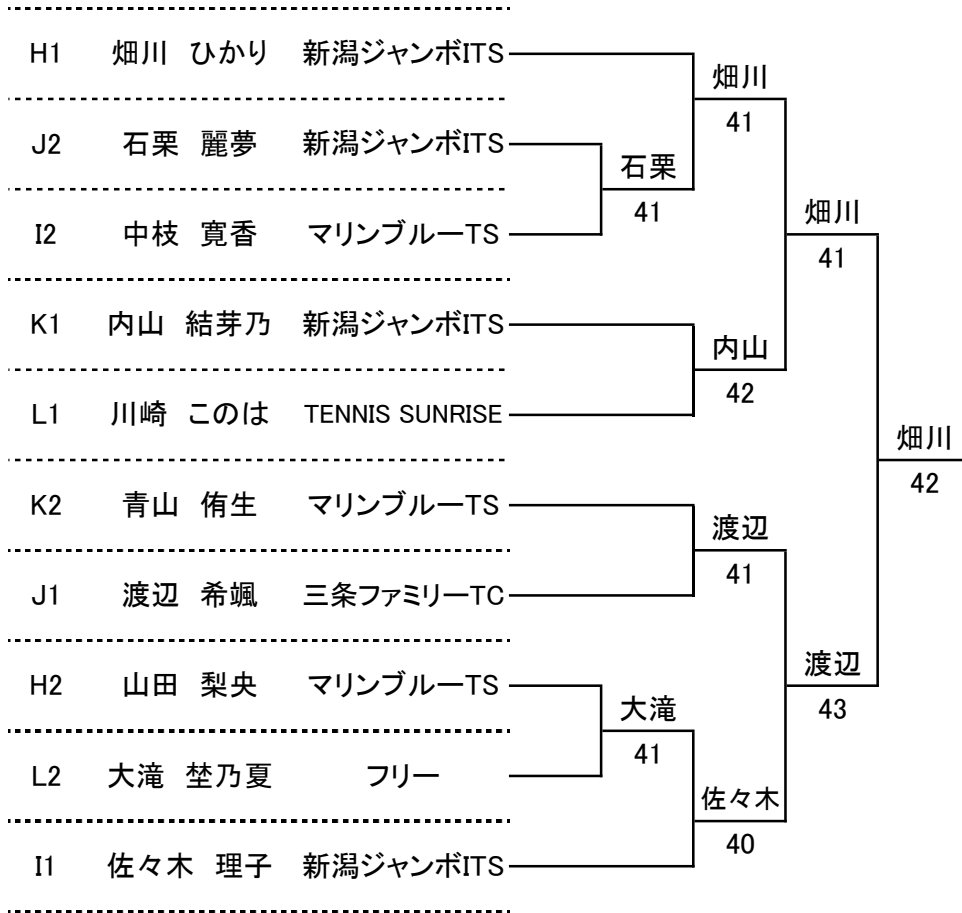 H1 畑川 ひかり 新潟ジャンボITS
畑川
41
J2 石栗 麗夢 新潟ジャンボITS
石栗
41
畑川
41
I2 中枝 寛香 マリンブルーTS
K1 内山 結芽乃 新潟ジャンボITS
内山
42
L1 川崎 このは TENNIS SUNRISE
畑川
42
K2 青山 侑生 マリンブルーTS
渡辺
41
J1 渡辺 希颯 三条ファミリーTC
渡辺
43
H2 山田 梨央 マリンブルーTS
大滝
41
L2 大滝 埜乃夏 フリー
佐々木
40
I1 佐々木 理子 新潟ジャンボITS